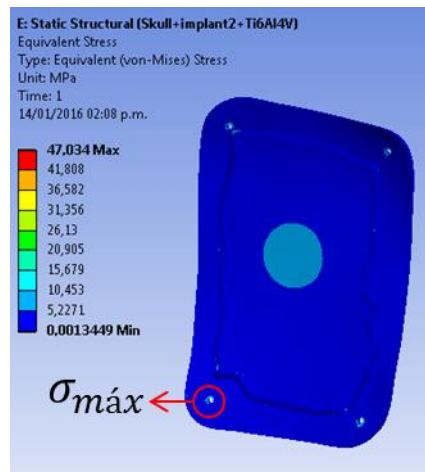 E: Static Structural (Skull+implant2+Ti6Al4V)
Equivalent Stress
Type: Equivalent (von-Mises) Stress
Unit: MPa
Time: 1
14/01/2016 02:08 p.m.
47,034 Max
41,808
36,582
31,356
26,13
20,905
15,679
10,453
5,2271
0,0013449 Min
σmáx